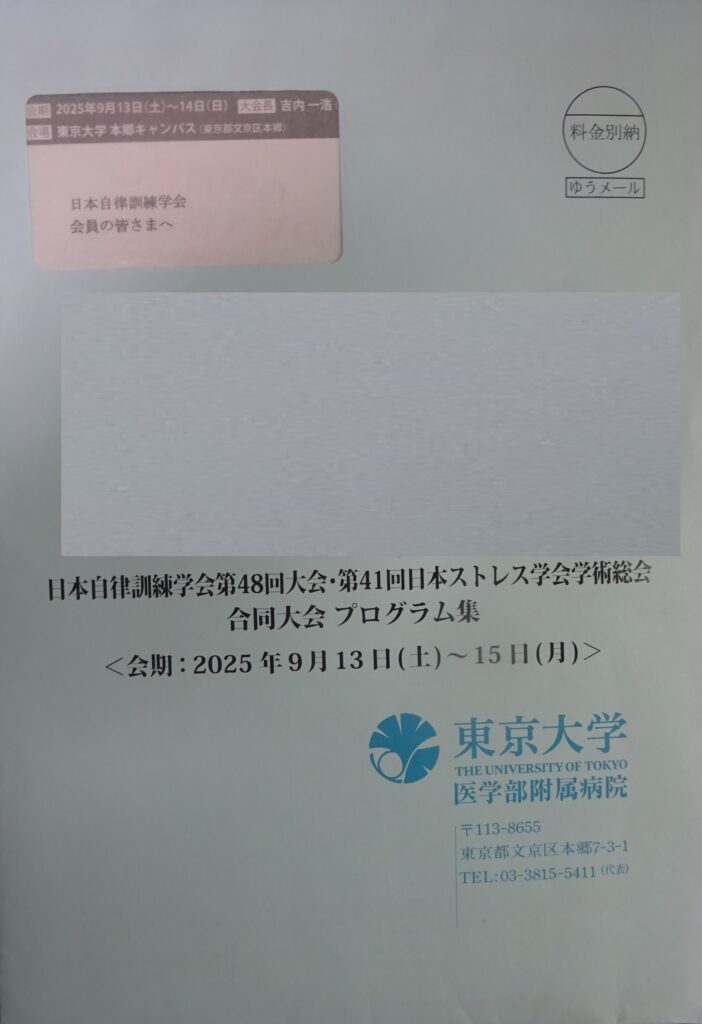 会期 2025年9月13日(土)～14日(日) 大会長 吉内 一浩
会場 東京大学 本郷キャンパス (東京都文京区本郷)
日本自律訓練学会
会員の皆さまへ
料金別納
ゆうメール
日本自律訓練学会第48回大会・第41回日本ストレス学会学術総会
合同大会 プログラム集
＜会期：2025年9月13日(土)～15日(月)＞
東京大学
THE UNIVERSITY OF TOKYO
医学部附属病院
〒113-8655
東京都文京区本郷7-3-1
TEL:03-3815-5411(代表)